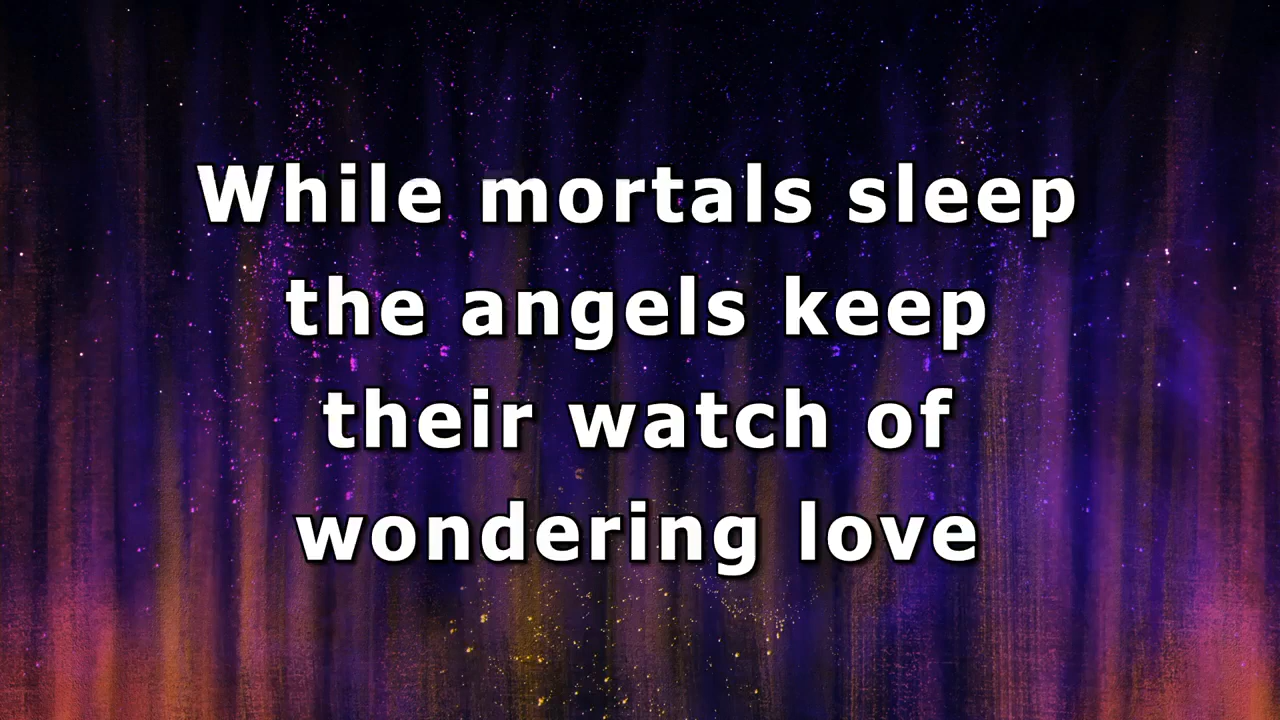 While mortals sleep
the angels keep
their watch of
wondering love